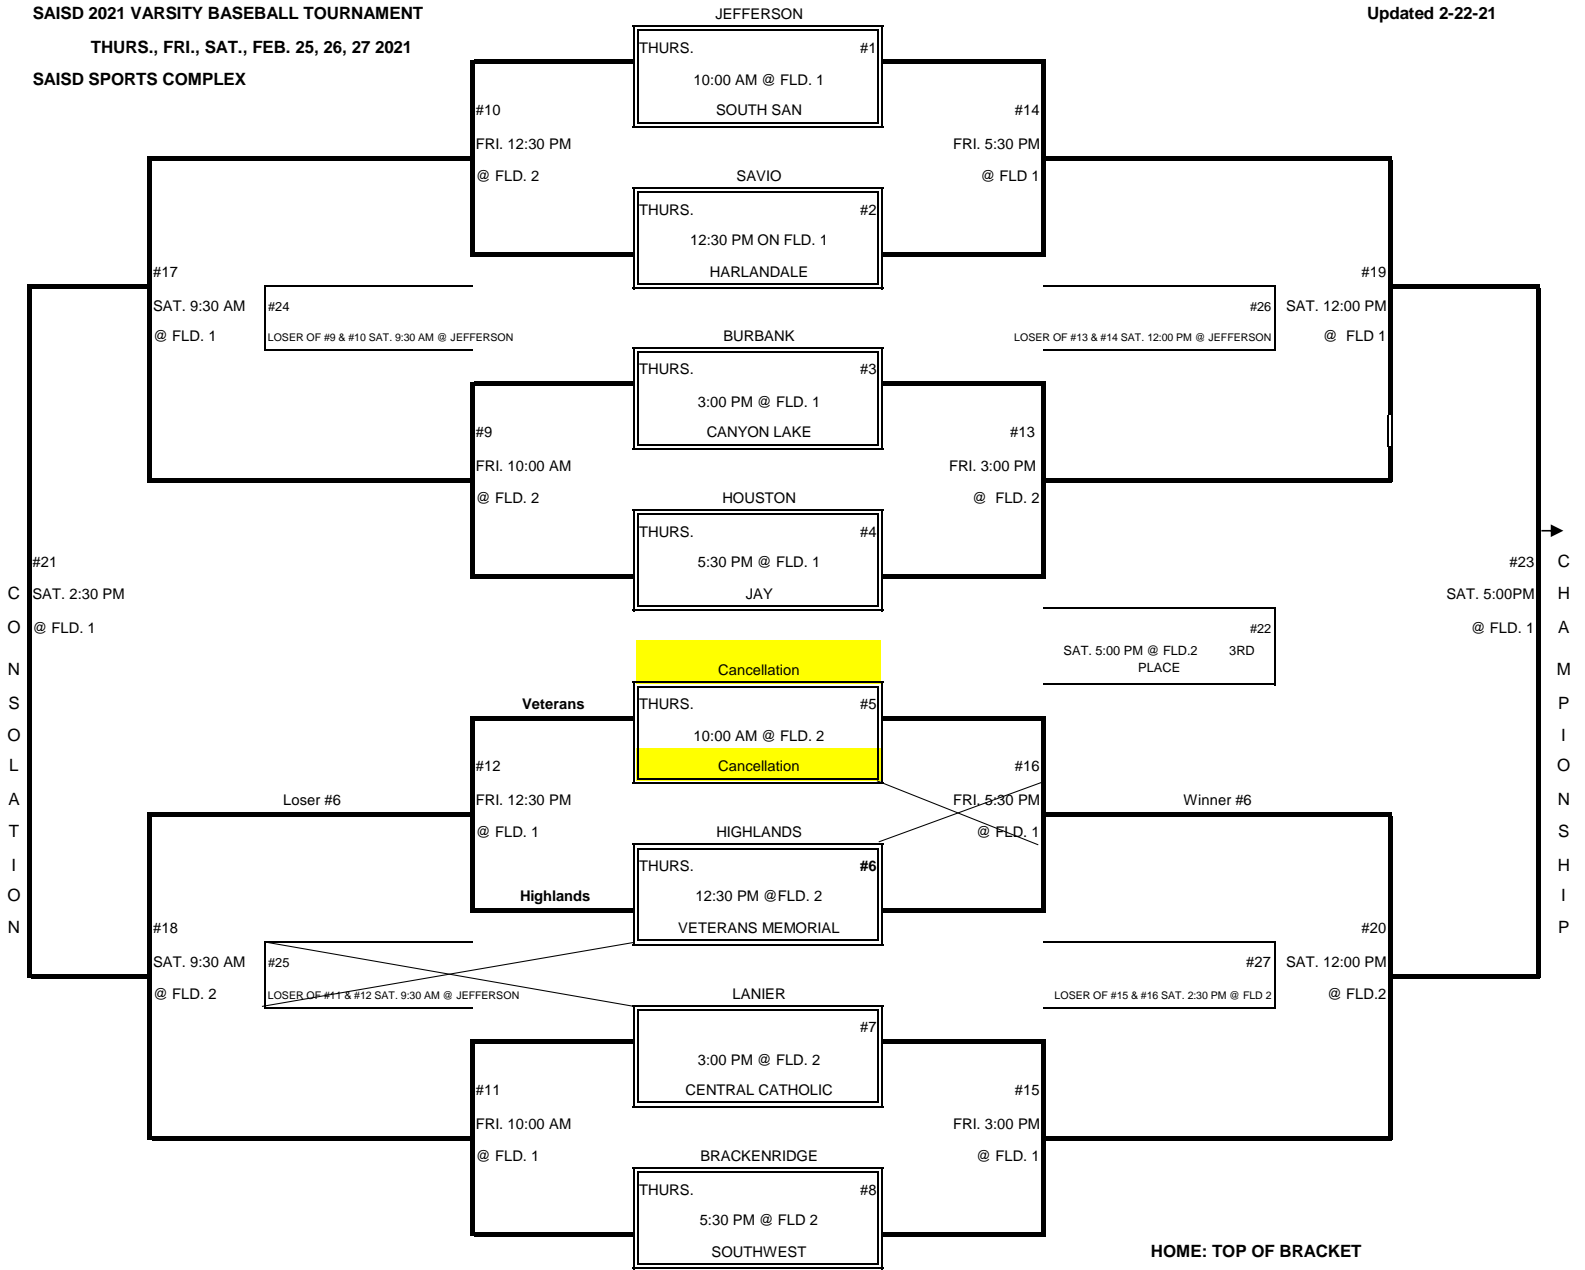 SAISD 2021 VARSITY BASEBALL TOURNAMENT
THURS., FRI., SAT., FEB. 25, 26, 27 2021
SAISD SPORTS COMPLEX
Updated 2-22-21
JEFFERSON
THURS. #1
10:00 AM @ FLD. 1
SOUTH SAN
#10
FRI. 12:30 PM
@ FLD. 2
#14
FRI. 5:30 PM
@ FLD 1
SAVIO
THURS. #2
12:30 PM ON FLD. 1
HARLANDALE
#17
SAT. 9:30 AM
@ FLD. 1
#24
LOSER OF #9 & #10 SAT. 9:30 AM @ JEFFERSON
#26
LOSER OF #13 & #14 SAT. 12:00 PM @ JEFFERSON
#19
SAT. 12:00 PM
@ FLD 1
BURBANK
THURS. #3
3:00 PM @ FLD. 1
CANYON LAKE
#9
FRI. 10:00 AM
@ FLD. 2
#13
FRI. 3:00 PM
@ FLD. 2
HOUSTON
THURS. #4
5:30 PM @ FLD. 1
JAY
#21
SAT. 2:30 PM
@ FLD. 1
CONSOLATION
#23
SAT. 5:00PM
@ FLD. 1
CHAMPIONSHIP
#22
SAT. 5:00 PM @ FLD.2 3RD
PLACE
Cancellation
Veterans
THURS. #5
10:00 AM @ FLD. 2
Cancellation
#12
FRI. 12:30 PM
@ FLD. 1
#16
FRI. 5:30 PM
@ FLD. 1
Loser #6
Winner #6
HIGHLANDS
THURS. #6
12:30 PM @FLD. 2
VETERANS MEMORIAL
Highlands
#18
SAT. 9:30 AM
@ FLD. 2
#25
LOSER OF #11 & #12 SAT. 9:30 AM @ JEFFERSON
#27
LOSER OF #15 & #16 SAT. 2:30 PM @ FLD 2
#20
SAT. 12:00 PM
@ FLD.2
LANIER
#7
3:00 PM @ FLD. 2
CENTRAL CATHOLIC
#11
FRI. 10:00 AM
@ FLD. 1
#15
FRI. 3:00 PM
@ FLD. 1
BRACKENRIDGE
THURS. #8
5:30 PM @ FLD 2
SOUTHWEST
HOME: TOP OF BRACKET